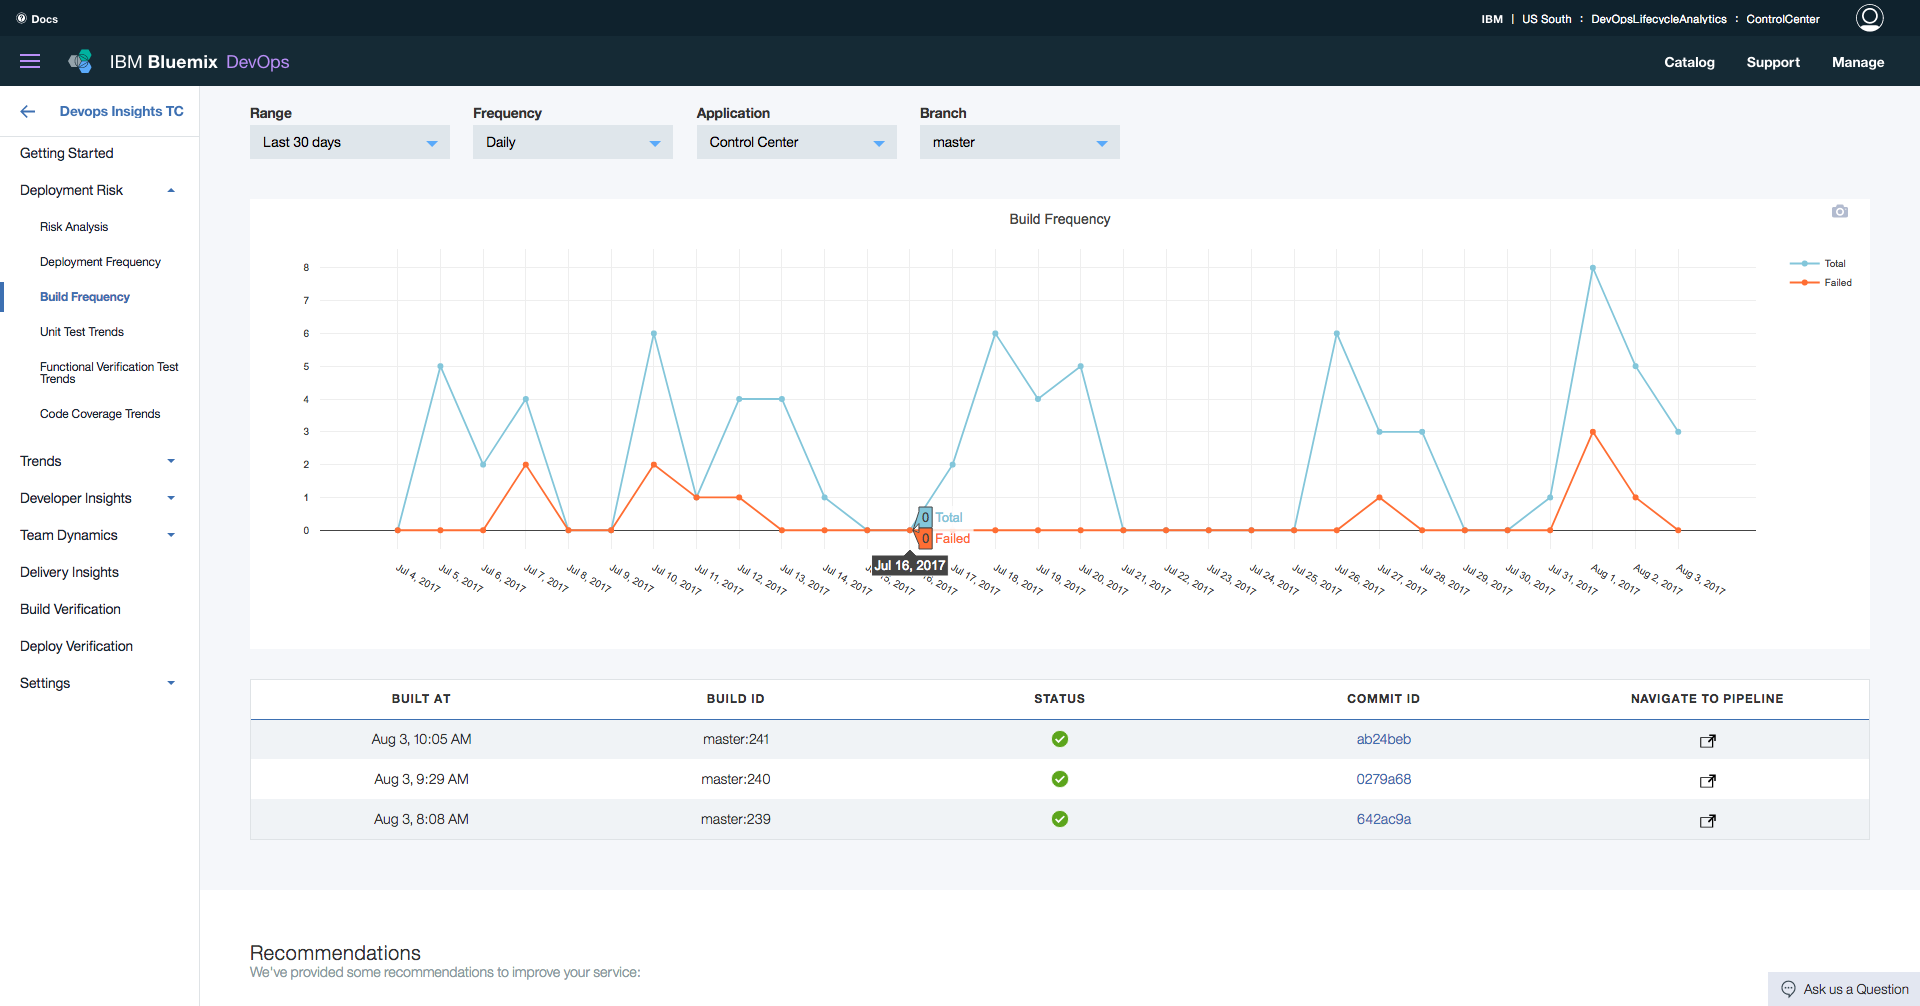 Docs
IBM | US South : DevOpsLifecycleAnalytics : ControlCenter
IBM Bluemix DevOps
Catalog Support Manage
Devops Insights TC
Getting Started
Deployment Risk
Risk Analysis
Deployment Frequency
Build Frequency
Unit Test Trends
Functional Verification Test
Trends
Code Coverage Trends
Trends
Developer Insights
Team Dynamics
Delivery Insights
Build Verification
Deploy Verification
Settings
Range Frequency Application Branch
Last 30 days Daily Control Center master
Build Frequency
Total
Failed
8
7
6
5
4
3
2
1
0
0 Total
0 Failed
Jul 16, 2017
Jul 4, 2017 Jul 5, 2017 Jul 6, 2017 Jul 7, 2017 Jul 8, 2017 Jul 9, 2017 Jul 10, 2017 Jul 11, 2017 Jul 12, 2017 Jul 13, 2017 Jul 14, 2017 15, 2017 16, 2017 Jul 17, 2017 Jul 18, 2017 Jul 19, 2017 Jul 20, 2017 Jul 21, 2017 Jul 22, 2017 Jul 23, 2017 Jul 24, 2017 Jul 25, 2017 Jul 26, 2017 Jul 27, 2017 Jul 28, 2017 Jul 29, 2017 Jul 30, 2017 Jul 31, 2017 Aug 1, 2017 Aug 2, 2017 Aug 3, 2017
BUILT AT BUILD ID STATUS COMMIT ID NAVIGATE TO PIPELINE
Aug 3, 10:05 AM master:241 ab24beb
Aug 3, 9:29 AM master:240 0279a68
Aug 3, 8:08 AM master:239 642ac9a
Recommendations
We've provided some recommendations to improve your service:
Ask us a Question